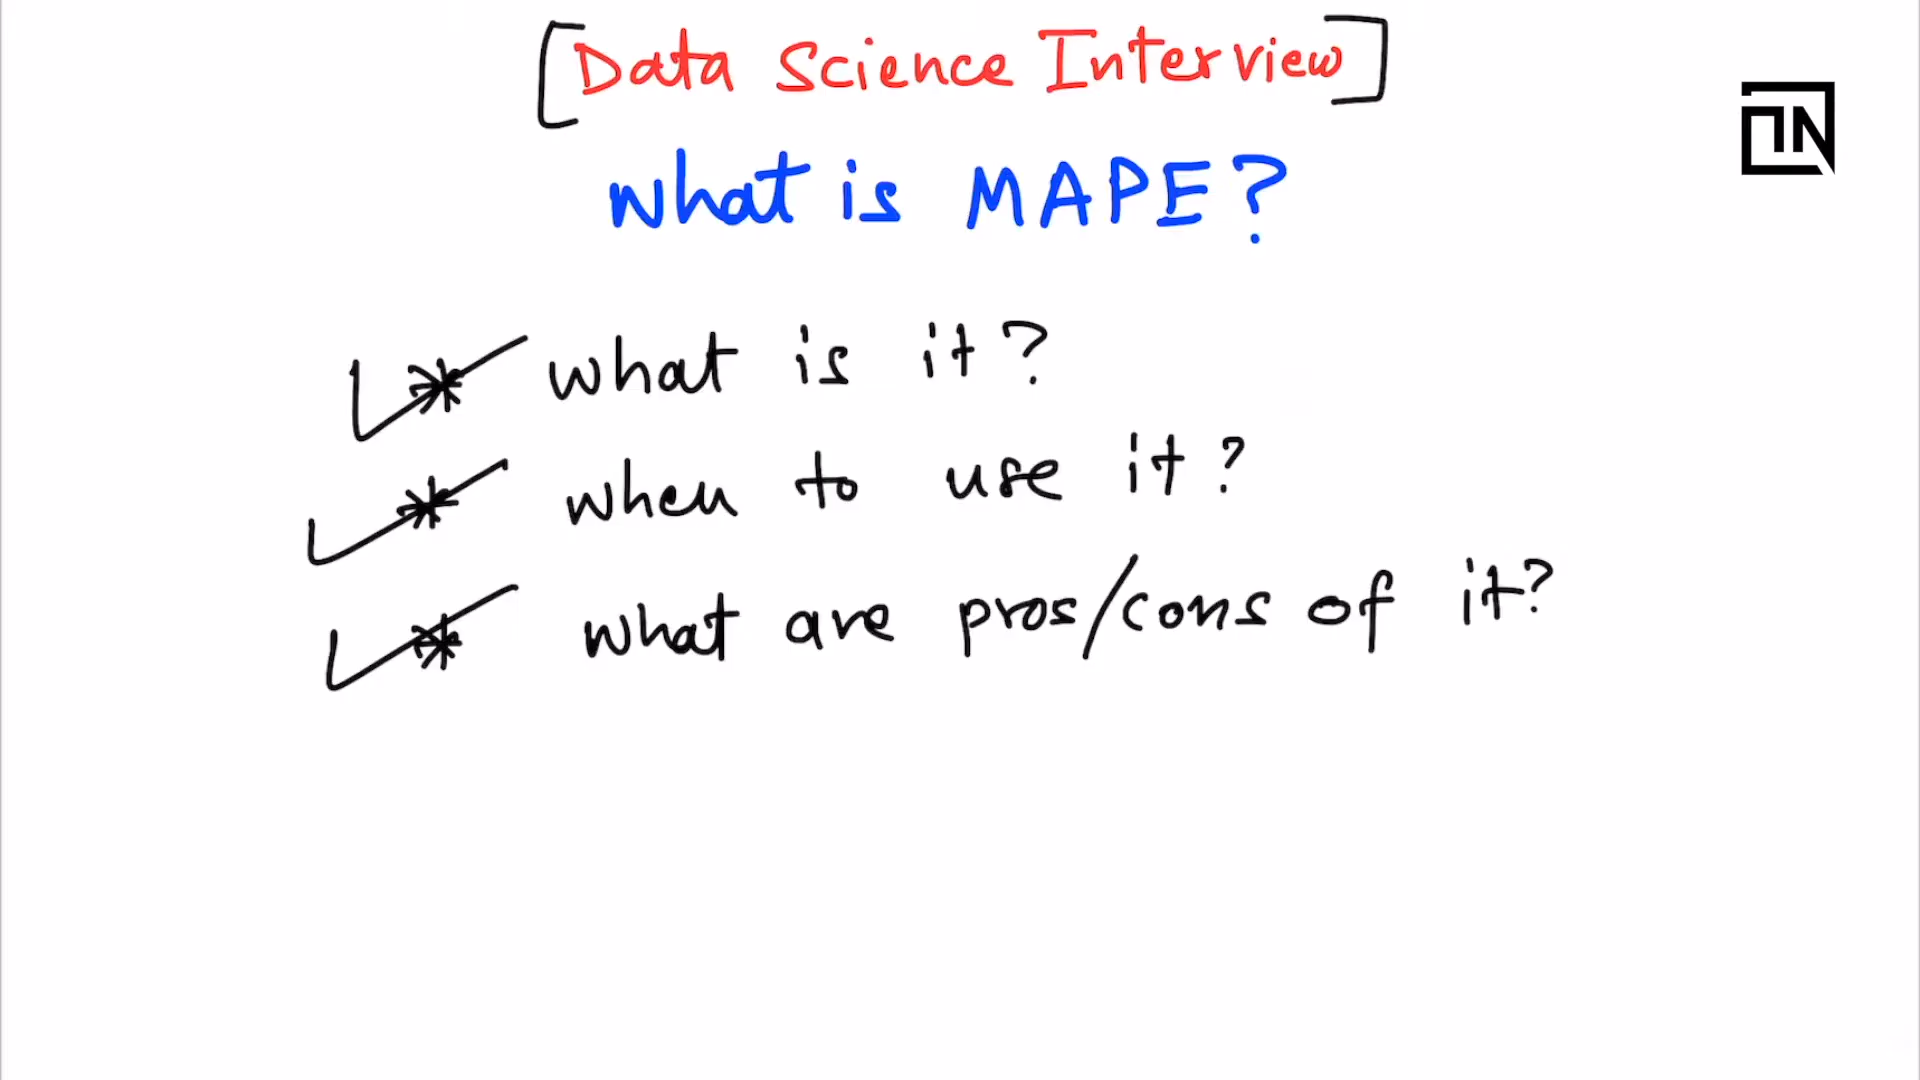 [Data Science Interview]
what is MAPE?
* what is it?
* when to use it?
* what are pros/cons of it?